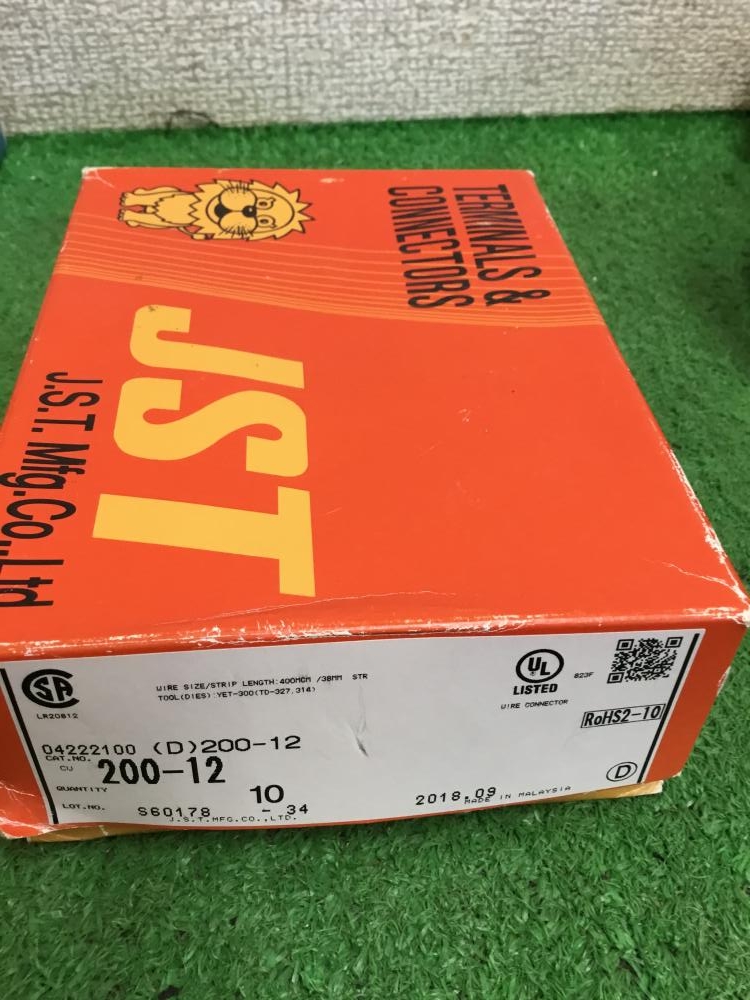 TERMINALS &
CONNECTORS
JST
J.S.T. Mfg.Co.,Ltd
SA
LR20812
WIRE SIZE/STRIP LENGTH:400MCM /38MM STR
TOOL(DIES):YET-300(TD-327,314)
UL
LISTED
823F
WIRE CONNECTOR
RoHS2-10
04222100 (D)200-12
CAT.NO.
CU 200-12
D
QUANTITY 10
LOT.NO. S60178 - 34
2018.09
MADE IN MALAYSIA
J.S.T.MFG.CO.,LTD.